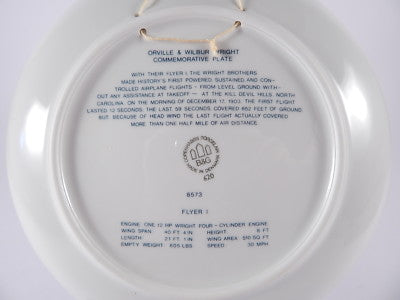 ORVILLE & WILBUR WRIGHT
COMMEMORATIVE PLATE
WITH THEIR FLYER I THE WRIGHT BROTHERS
MADE HISTORY'S FIRST POWERED SUSTAINED AND CON-
TROLLED AIRPLANE FLIGHTS - FROM LEVEL GROUND WITH-
OUT ANY ASSISTANCE AT TAKEOFF - AT THE KILL DEVIL HILLS, NORTH
CAROLINA, ON THE MORNING OF DECEMBER 17, 1903. THE FIRST FLIGHT
LASTED 12 SECONDS, THE LAST, 59 SECONDS, COVERED 852 FEET OF GROUND,
BUT, BECAUSE OF HEAD WIND THE LAST FLIGHT ACTUALLY COVERED
MORE THAN ONE HALF MILE OF AIR DISTANCE
COPENHAGEN PORCELAIN
B&G
MADE IN DENMARK
620
8573
FLYER I
ENGINE: ONE 12 HP WRIGHT FOUR-CYLINDER ENGINE.
WING SPAN: 40 FT 4 IN HEIGHT: 8 FT
LENGTH: 21 FT 1 IN WING AREA: 510 SQ FT
EMPTY WEIGHT: 605 LBS SPEED: 30 MPH